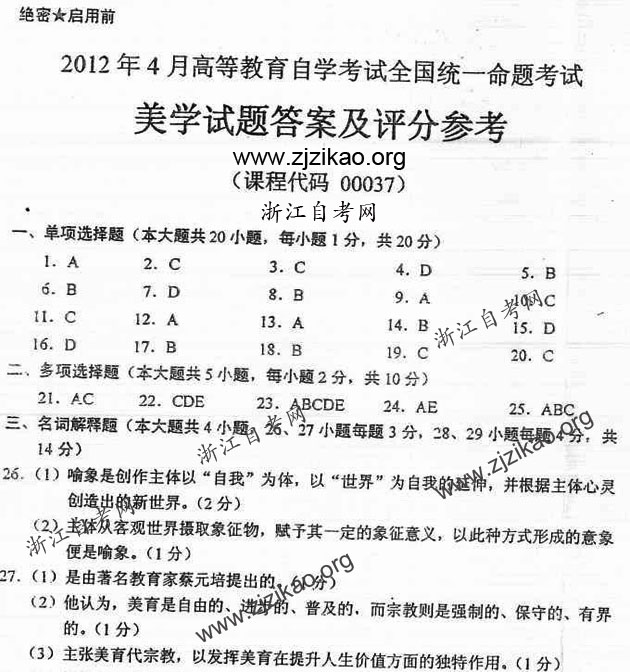 绝密★启用前
2012年4月高等教育自学考试全国统一命题考试
美学试题答案及评分参考
www.zjzikao.org
(课程代码 00037)
浙江自考网
一、单项选择题(本大题共20小题,每小题1分,共20分)
1. A 2. C 3. C 4. D 5. B
6. B 7. D 8. B 9. A 10. C
11. C 12. A 13. A 14. B 15. D
16. D 17. B 18. B 19. C 20. C
浙江自考网
二、多项选择题(本大题共5小题,每小题2分,共10分)
21. AC 22. CDE 23. ABCDE 24. AE 25. ABC
浙江自考网
三、名词解释题(本大题共4小题,26、27小题每题3分,28、29小题每题4分,共
14分)
www.zjzikao.org
26.(1)喻象是创作主体以“自我”为体,以“世界”为自我的延伸,并根据主体心灵
创造出的新世界。(2分)
(2)主体从客观世界摄取象征物,赋予其一定的象征意义,以此种方式形成的意象
便是喻象。(1分)
浙江自考网
27.(1)是由著名教育家蔡元培提出的。(分)
(2)他认为,美育是自由的、进步的、普及的,而宗教则是强制的、保守的、有界
的。(1分)
www.zjzikao.org
(3)主张美育代宗教,以发挥美育在提升人生价值方面的独特作用。(1分)